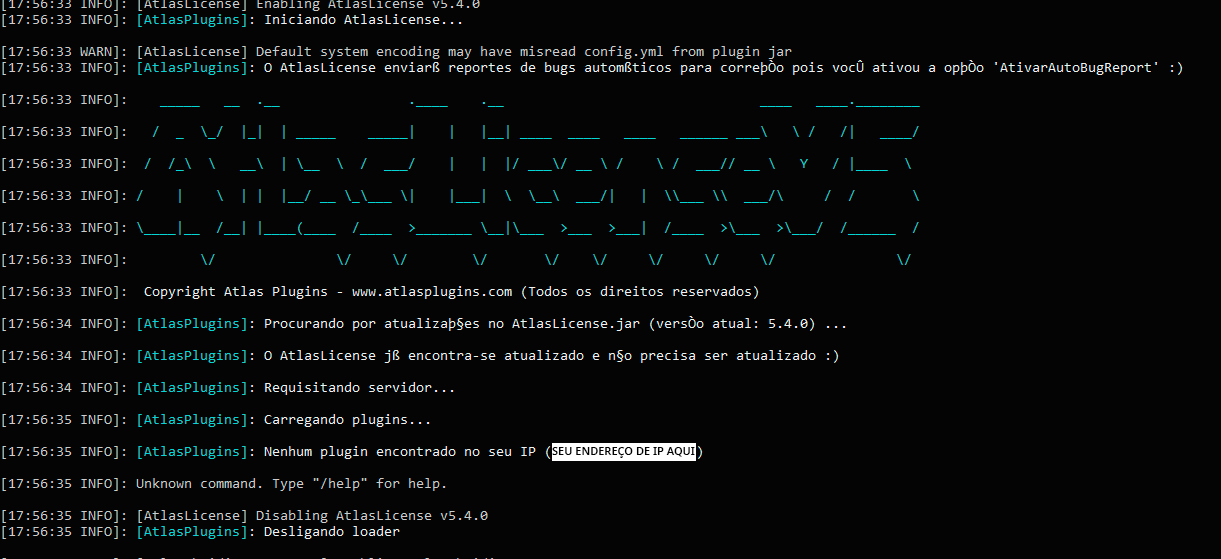 [17:56:33 INFO]: [AtlasLicense] Enabling AtlasLicense v5.4.0
[17:56:33 INFO]: [AtlasPlugins]: Iniciando AtlasLicense...
[17:56:33 WARN]: [AtlasLicense] Default system encoding may have misread config.yml from plugin jar
[17:56:33 INFO]: [AtlasPlugins]: O AtlasLicense enviarß reportes de bugs automßticos para correþÒo pois vocÛ ativou a opþÒo 'AtivarAutoBugReport' :)
[17:56:33 INFO]:
[17:56:33 INFO]:
[17:56:33 INFO]:
[17:56:33 INFO]:
[17:56:33 INFO]:
[17:56:33 INFO]:
[17:56:33 INFO]: Copyright Atlas Plugins - www.atlasplugins.com (Todos os direitos reservados)
[17:56:34 INFO]: [AtlasPlugins]: Procurando por atualizaþ§es no AtlasLicense.jar (versÒo atual: 5.4.0) ...
[17:56:34 INFO]: [AtlasPlugins]: O AtlasLicense jß encontra-se atualizado e n§o precisa ser atualizado :)
[17:56:34 INFO]: [AtlasPlugins]: Requisitando servidor...
[17:56:35 INFO]: [AtlasPlugins]: Carregando plugins...
[17:56:35 INFO]: [AtlasPlugins]: Nenhum plugin encontrado no seu IP (SEU ENDEREÇO DE IP AQUI)
[17:56:35 INFO]: Unknown command. Type "/help" for help.
[17:56:35 INFO]: [AtlasLicense] Disabling AtlasLicense v5.4.0
[17:56:35 INFO]: [AtlasPlugins]: Desligando loader